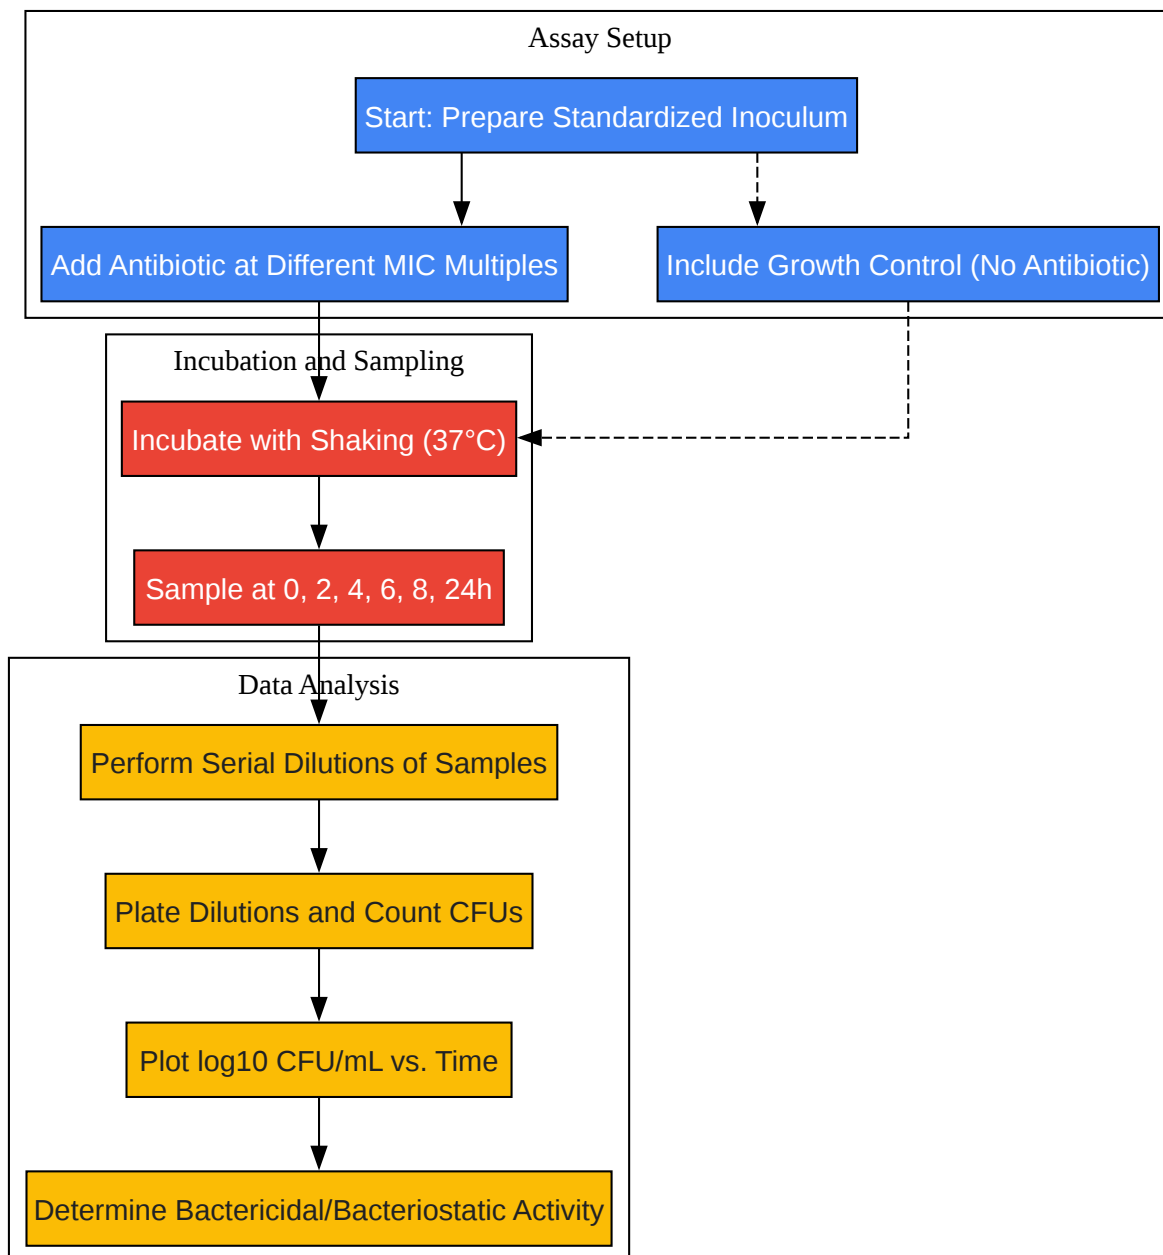 Assay Setup
Start: Prepare Standardized Inoculum
Add Antibiotic at Different MIC Multiples
Include Growth Control (No Antibiotic)
Incubation and Sampling
Incubate with Shaking (37°C)
Sample at 0, 2, 4, 6, 8, 24h
Data Analysis
Perform Serial Dilutions of Samples
Plate Dilutions and Count CFUs
Plot log10 CFU/mL vs. Time
Determine Bactericidal/Bacteriostatic Activity